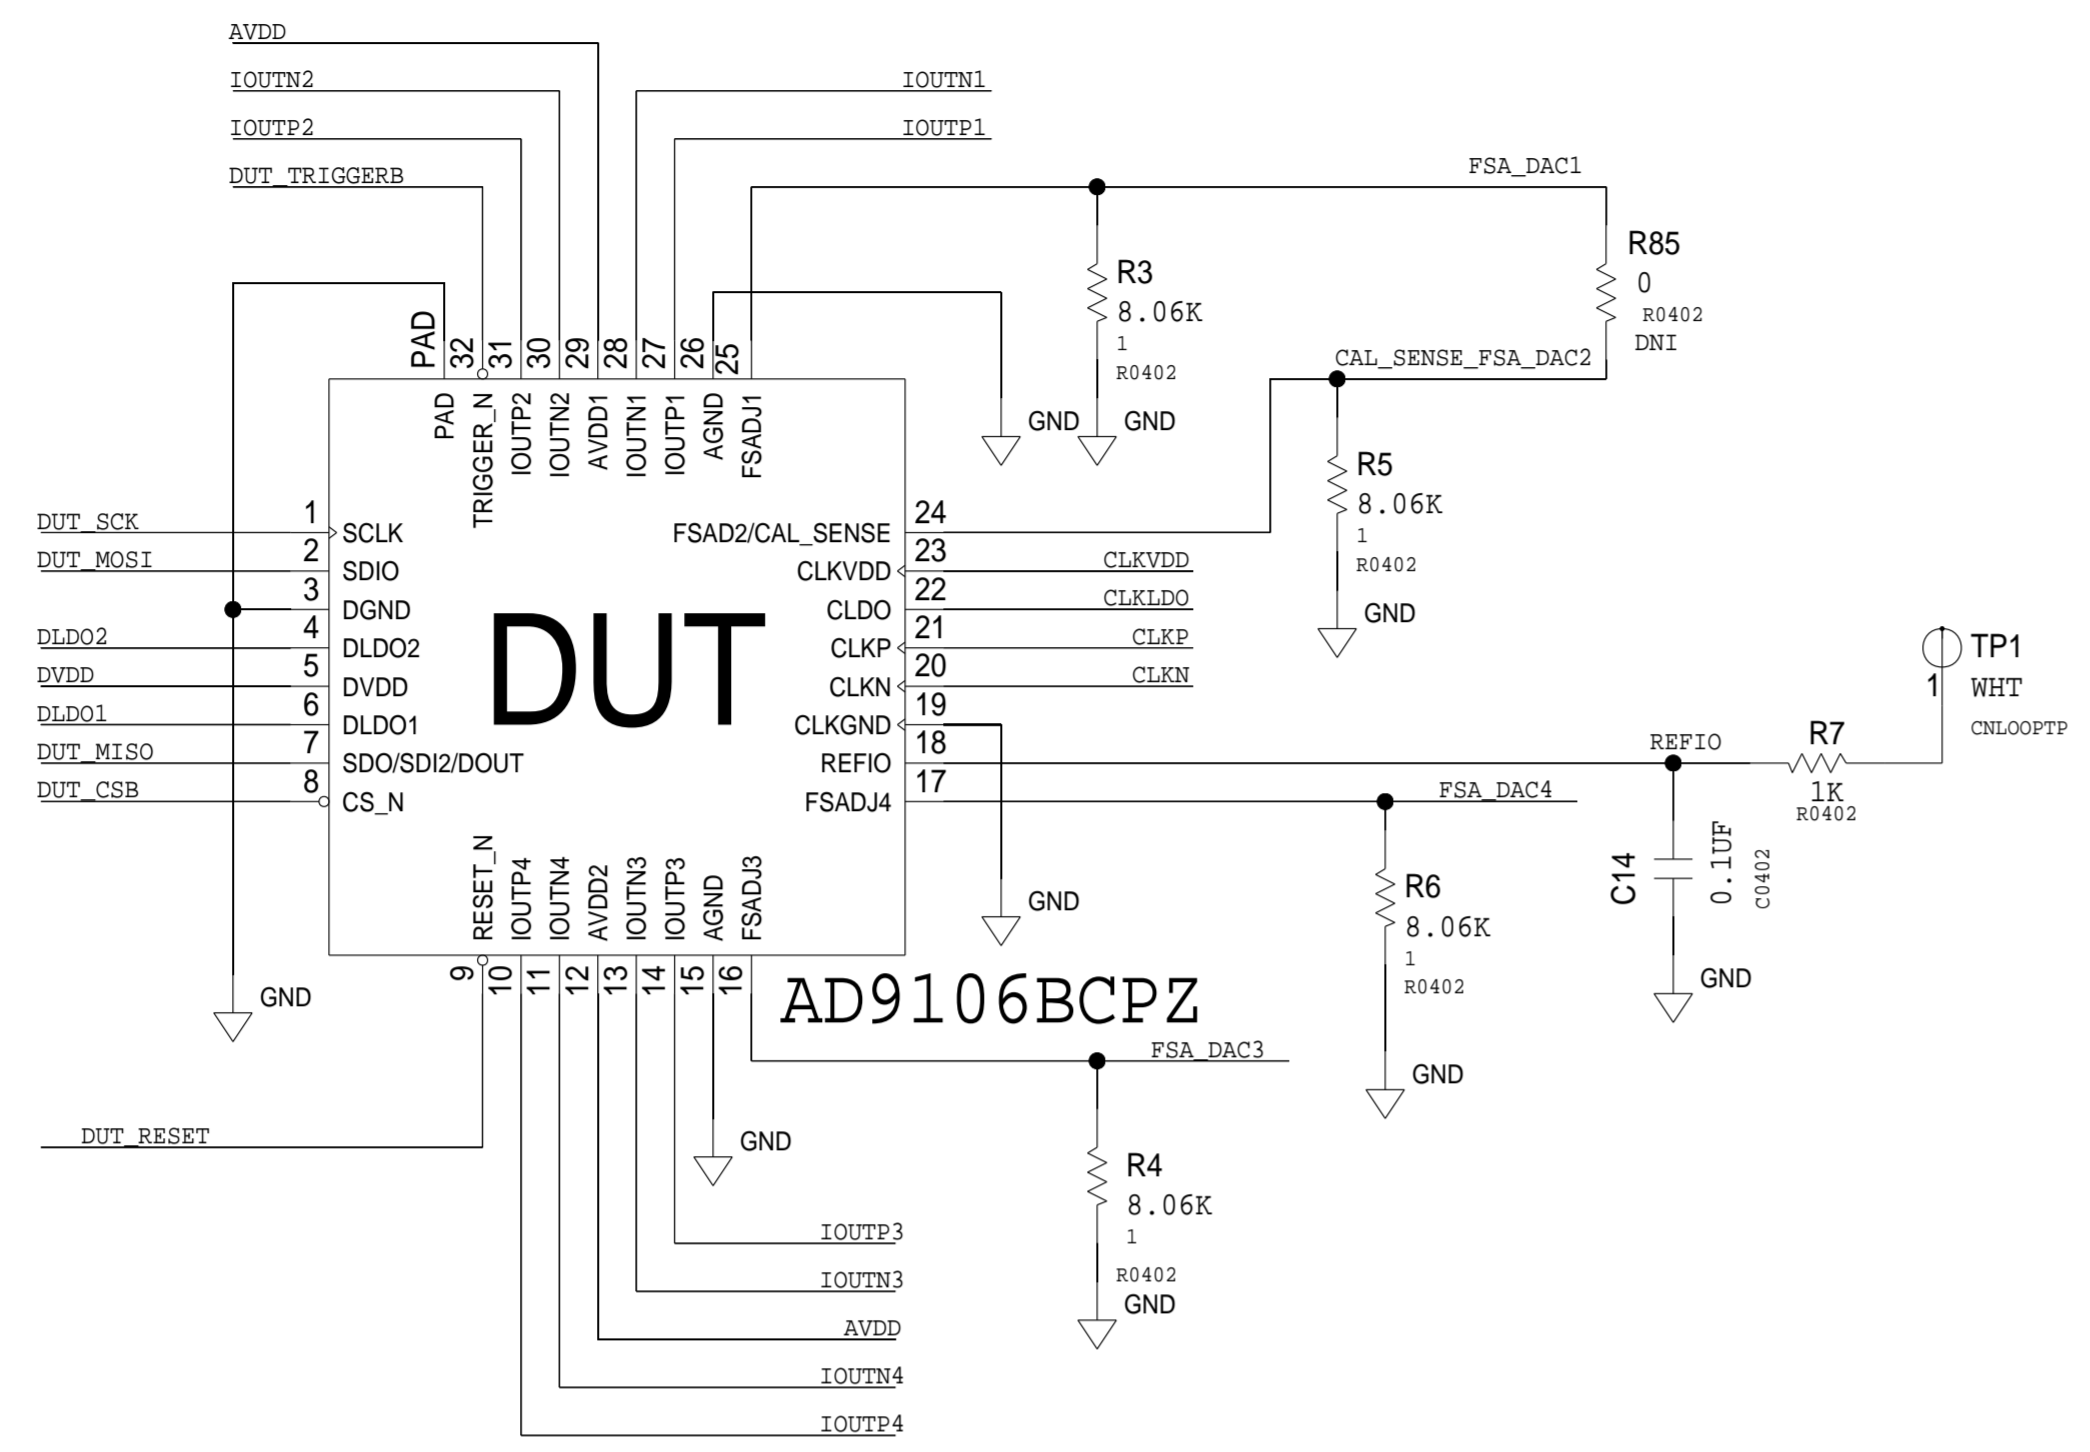 AVDD
IOUTN2
IOUTN1
IOUTP2
IOUTP1
DUT_TRIGGERB
FSA_DAC1
R85
0
R0402
DNI
R3
8.06K
1
R0402
GND
GND
CAL_SENSE_FSA_DAC2
R5
8.06K
1
R0402
GND
PAD
32
31
30
29
28
27
26
25
PAD
TRIGGER_N
IOUTP2
IOUTN2
AVDD1
IOUTN1
IOUTP1
AGND
FSADJ1
DUT_SCK
1
SCLK
DUT_MOSI
2
SDIO
3
DGND
DLDO2
4
DLDO2
DVDD
5
DVDD
DLDO1
6
DLDO1
DUT_MISO
7
SDO/SDI2/DOUT
DUT_CSB
8
CS_N
DUT
FSAD2/CAL_SENSE
24
CLKVDD
23
CLKVDD
CLDO
22
CLKLDO
CLKP
21
CLKP
CLKN
20
CLKN
CLKGND
19
REFIO
18
REFIO
FSADJ4
17
FSA_DAC4
TP1
1
WHT
CNLOOPTP
R7
1K
R0402
C14
0.1UF
C0402
GND
R6
8.06K
1
R0402
GND
GND
RESET_N
IOUTP4
IOUTN4
AVDD2
IOUTN3
IOUTP3
AGND
FSADJ3
9
10
11
12
13
14
15
16
AD9106BCPZ
GND
FSA_DAC3
DUT_RESET
GND
R4
8.06K
1
R0402
GND
IOUTP3
IOUTN3
AVDD
IOUTN4
IOUTP4